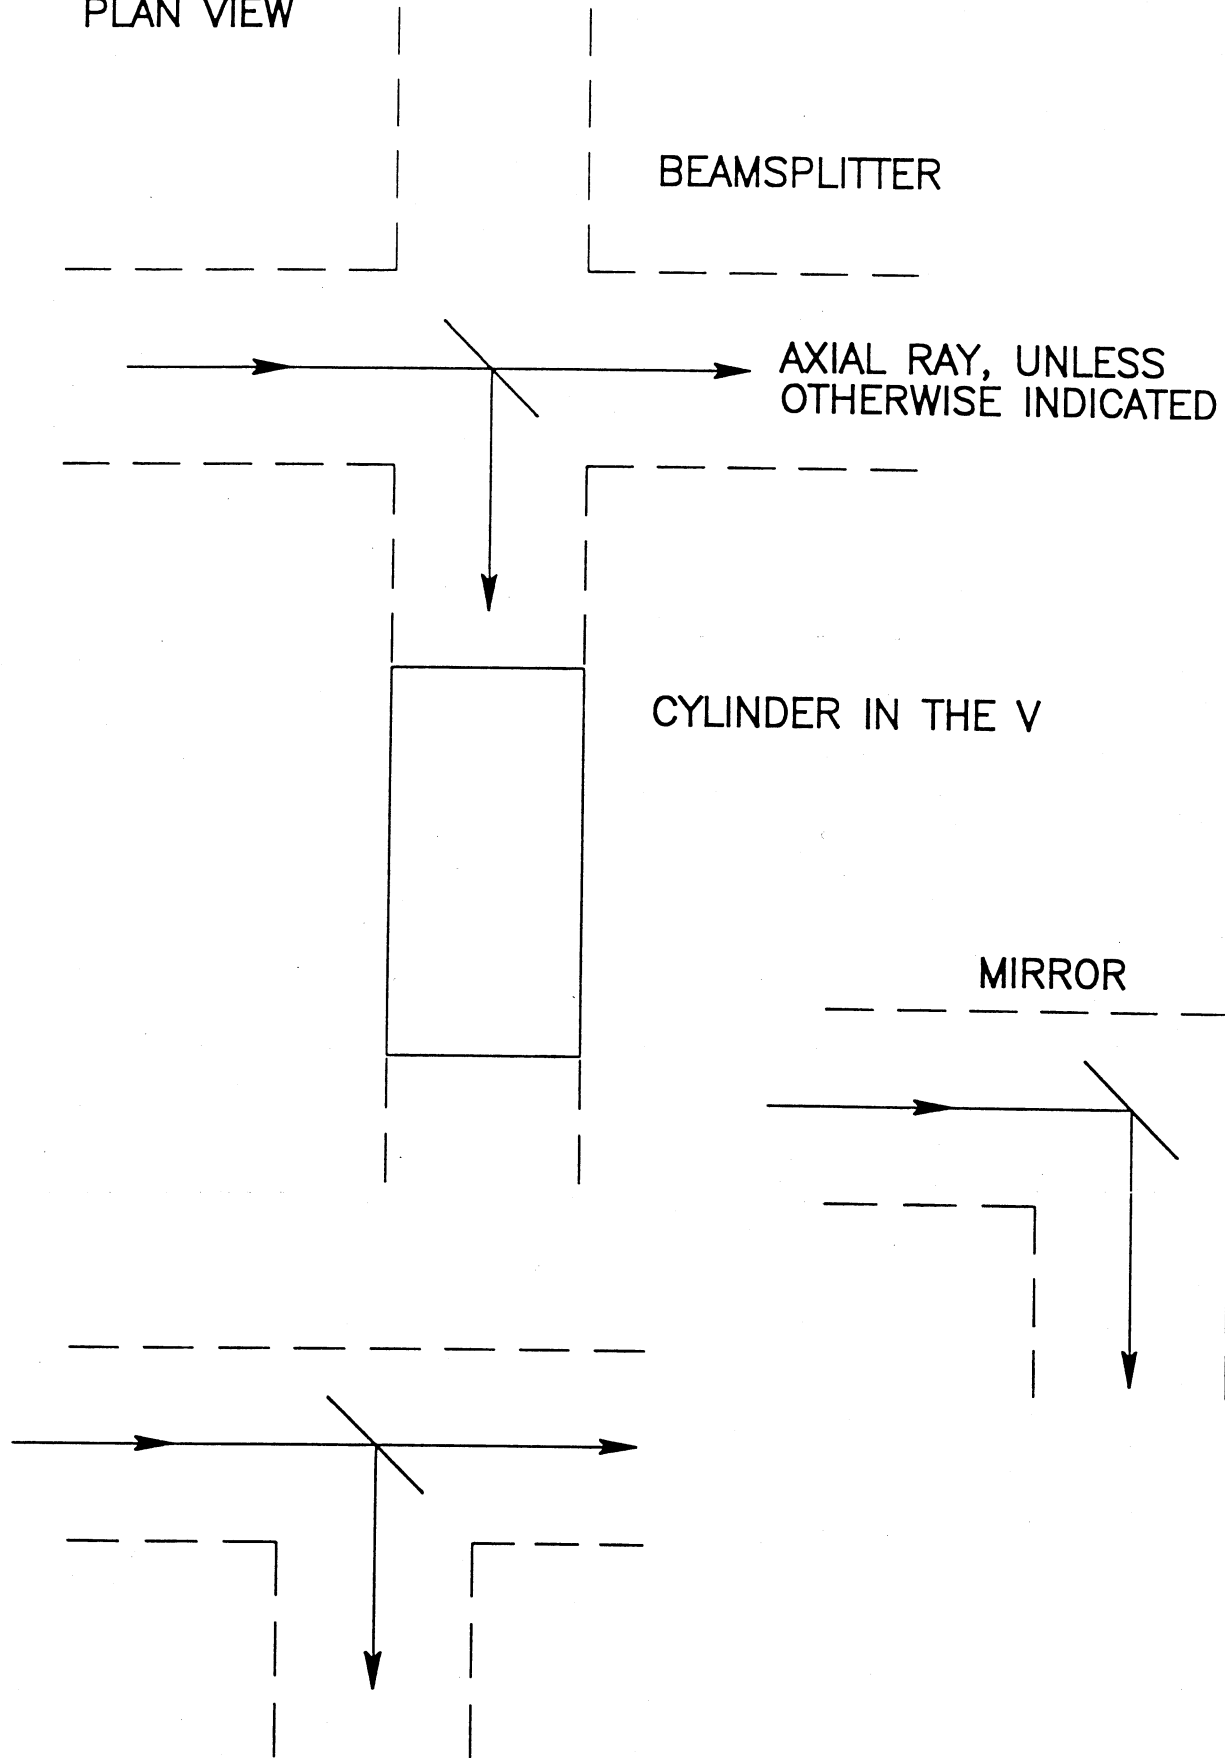 PLAN VIEW
BEAMSPLITTER
AXIAL RAY, UNLESS
OTHERWISE INDICATED
CYLINDER IN THE V
MIRROR